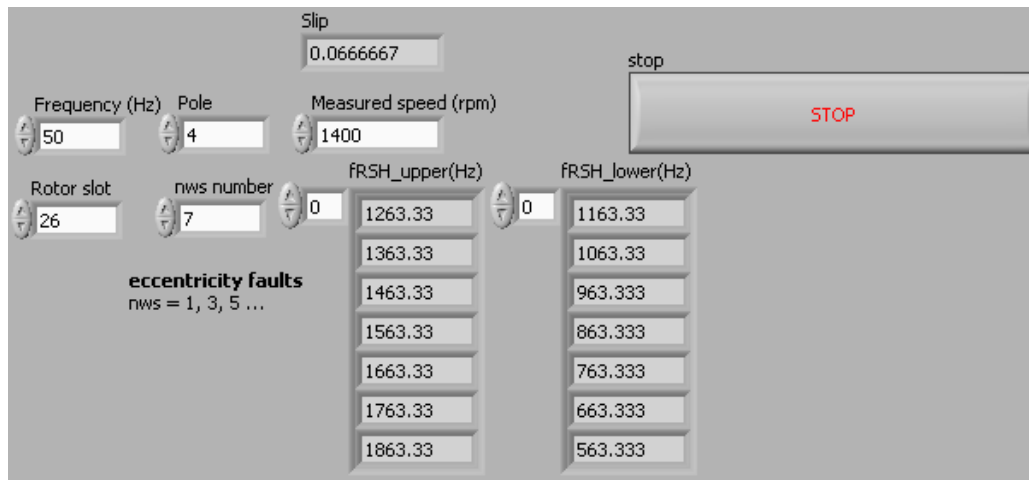 Slip
0.0666667
stop
STOP
Frequency (Hz) Pole Measured speed (rpm)
50 4 1400
Rotor slot nws number fRSH_upper(Hz) fRSH_lower(Hz)
26 7 0 1263.33 0 1163.33
1363.33 1063.33
eccentricity faults
nws = 1, 3, 5 ...
1463.33 963.333
1563.33 863.333
1663.33 763.333
1763.33 663.333
1863.33 563.333